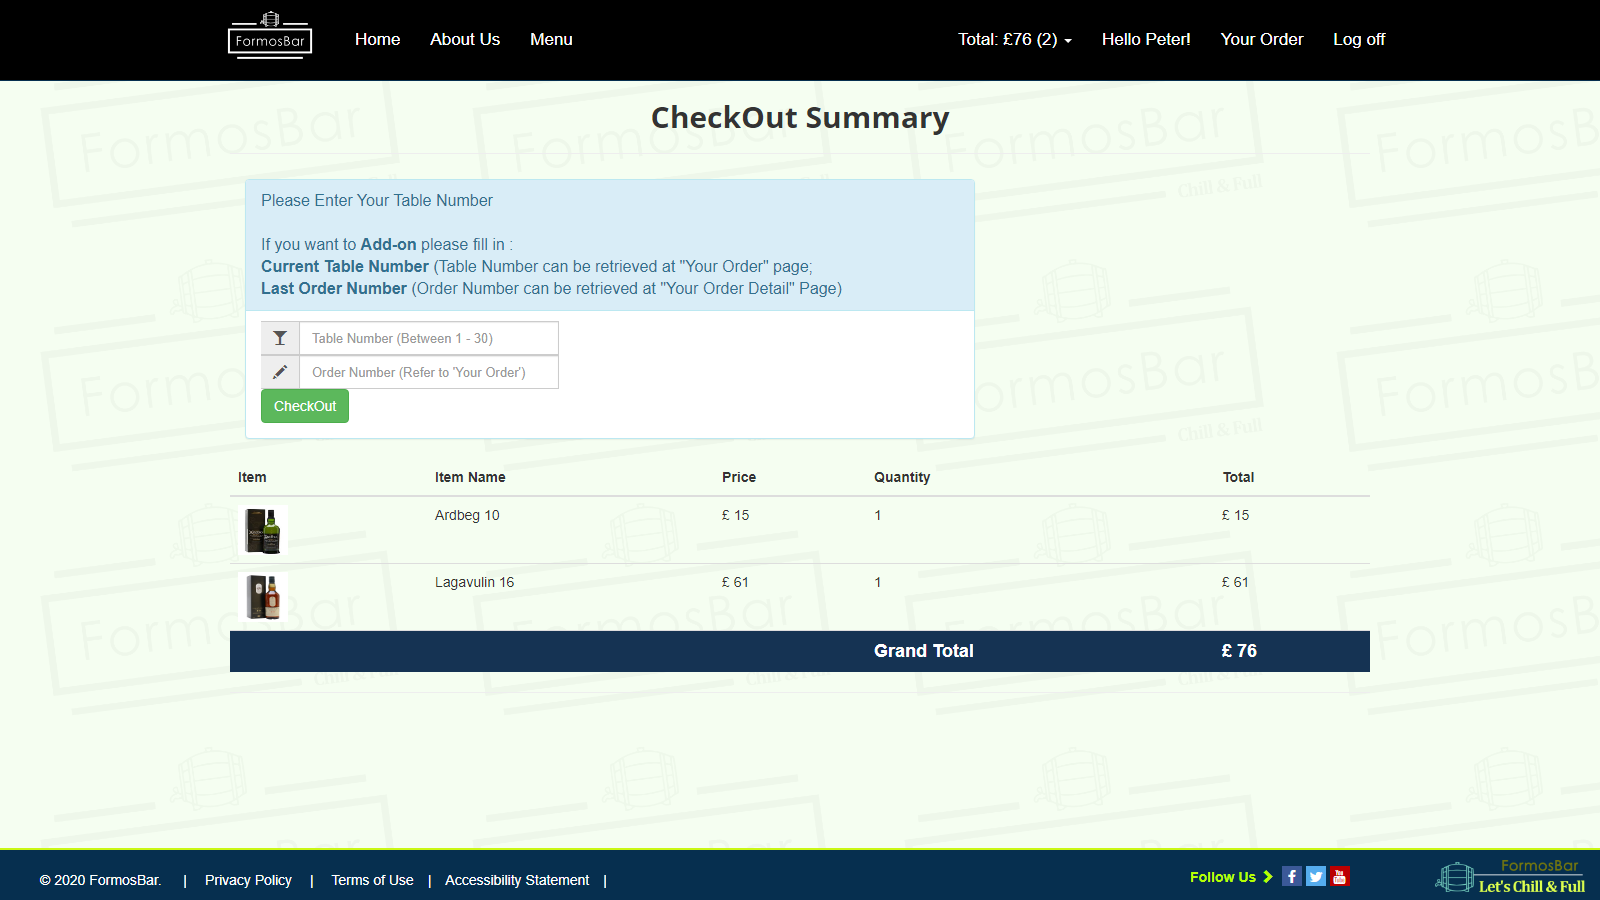 FormosBar
Home
About Us
Menu
Total: £76 (2)
Hello Peter!
Your Order
Log off
CheckOut Summary
Please Enter Your Table Number
If you want to Add-on please fill in :
Current Table Number (Table Number can be retrieved at "Your Order" page;
Last Order Number (Order Number can be retrieved at "Your Order Detail" Page)
Table Number (Between 1 - 30)
Order Number (Refer to 'Your Order')
CheckOut
Item Item Name Price Quantity Total
Ardbeg 10 £ 15 1 £ 15
Lagavulin 16 £ 61 1 £ 61
Grand Total £ 76
© 2020 FormosBar. | Privacy Policy | Terms of Use | Accessibility Statement |
Follow Us
You Tube
FormosBar
Let's Chill & Full